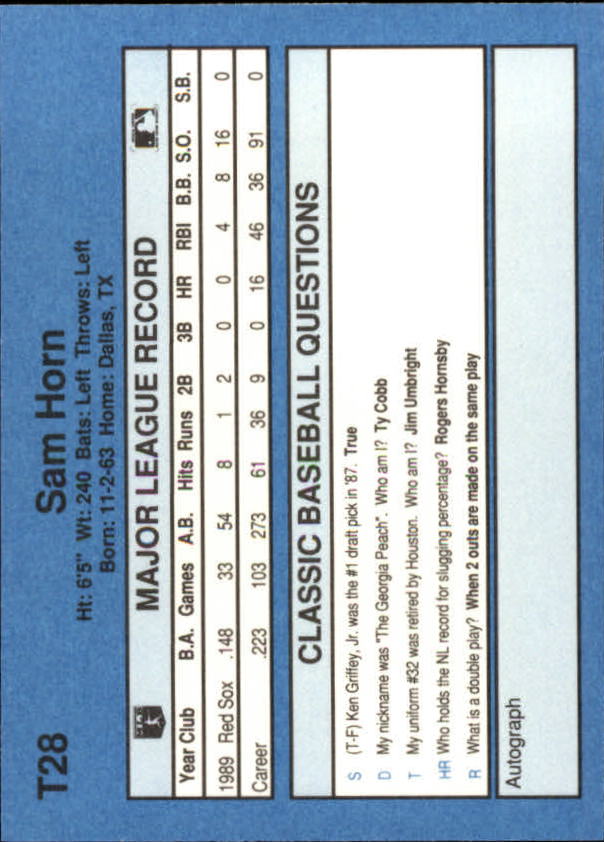 T28
Sam Horn
Ht: 6'5" Wt: 240 Bats: Left Throws: Left
Born: 11-2-63 Home: Dallas, TX
MAJOR LEAGUE RECORD
Year Club B.A. Games A.B. Hits Runs 2B 3B HR RBI B.B. S.O. S.B.
1989 Red Sox .148 33 54 8 1 2 0 0 4 8 16 0
Career .223 103 273 61 36 9 0 16 46 36 91 0
CLASSIC BASEBALL QUESTIONS
S (T-F) Ken Griffey, Jr. was the #1 draft pick in '87. True
D My nickname was "The Georgia Peach". Who am I? Ty Cobb
T My uniform #32 was retired by Houston. Who am I? Jim Umbright
HR Who holds the NL record for slugging percentage? Rogers Hornsby
R What is a double play? When 2 outs are made on the same play
Autograph